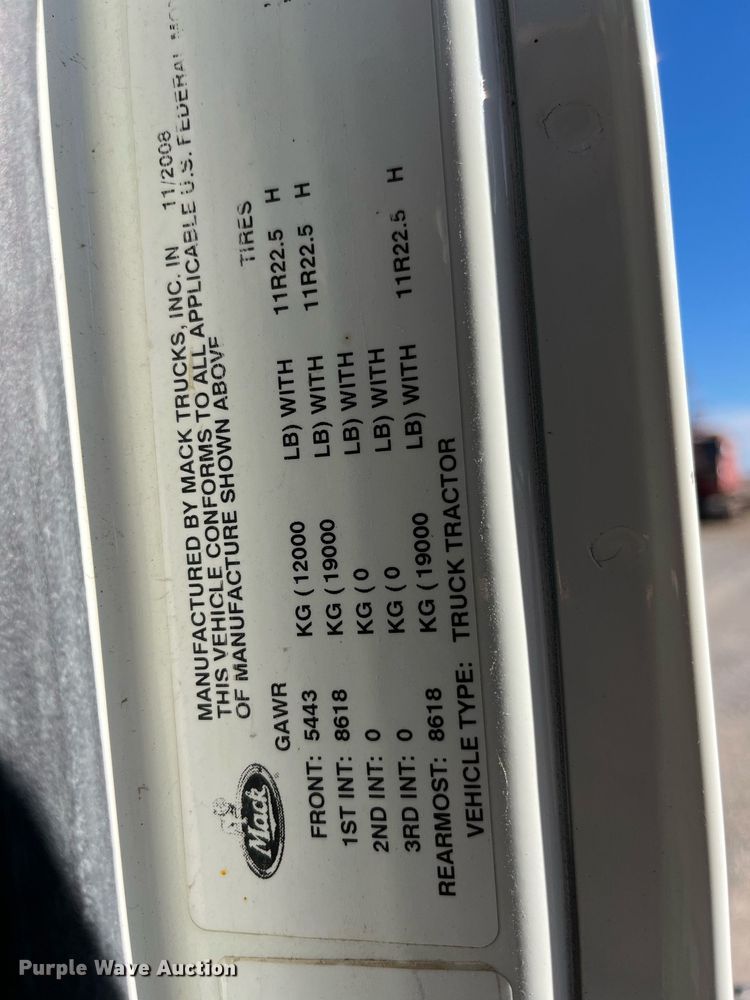 MANUFACTURED BY MACK TRUCKS, INC. IN 11/2008
THIS VEHICLE CONFORMS TO ALL APPLICABLE U.S. FEDERAL
OF MANUFACTURE SHOWN ABOVE
Mack
GAWR TIRES
FRONT: 5443 KG (12000 LB) WITH 11R22.5 H
1ST INT: 8618 KG (19000 LB) WITH 11R22.5 H
2ND INT: 0 KG (0 LB) WITH
3RD INT: 0 KG (0 LB) WITH
REARMOST: 8618 KG (19000 LB) WITH 11R22.5 H
VEHICLE TYPE: TRUCK TRACTOR
Purple Wave Auction